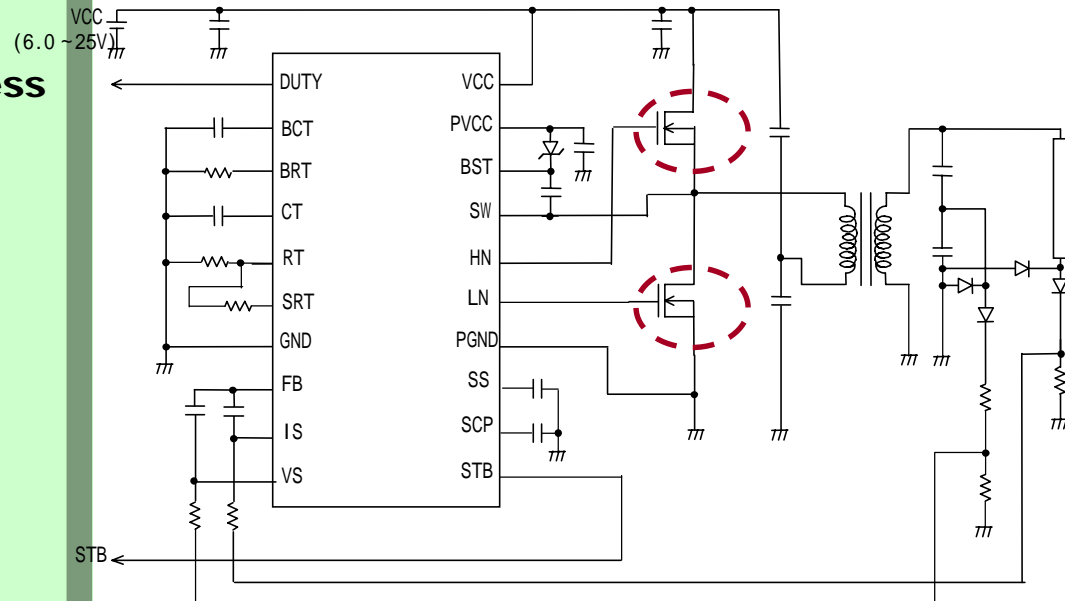 VCC
(6.0~25V)
ess
DUTY
BCT
BRT
CT
RT
SRT
GND
FB
IS
VS
VCC
PVCC
BST
SW
HN
LN
PGND
SS
SCP
STB
STB